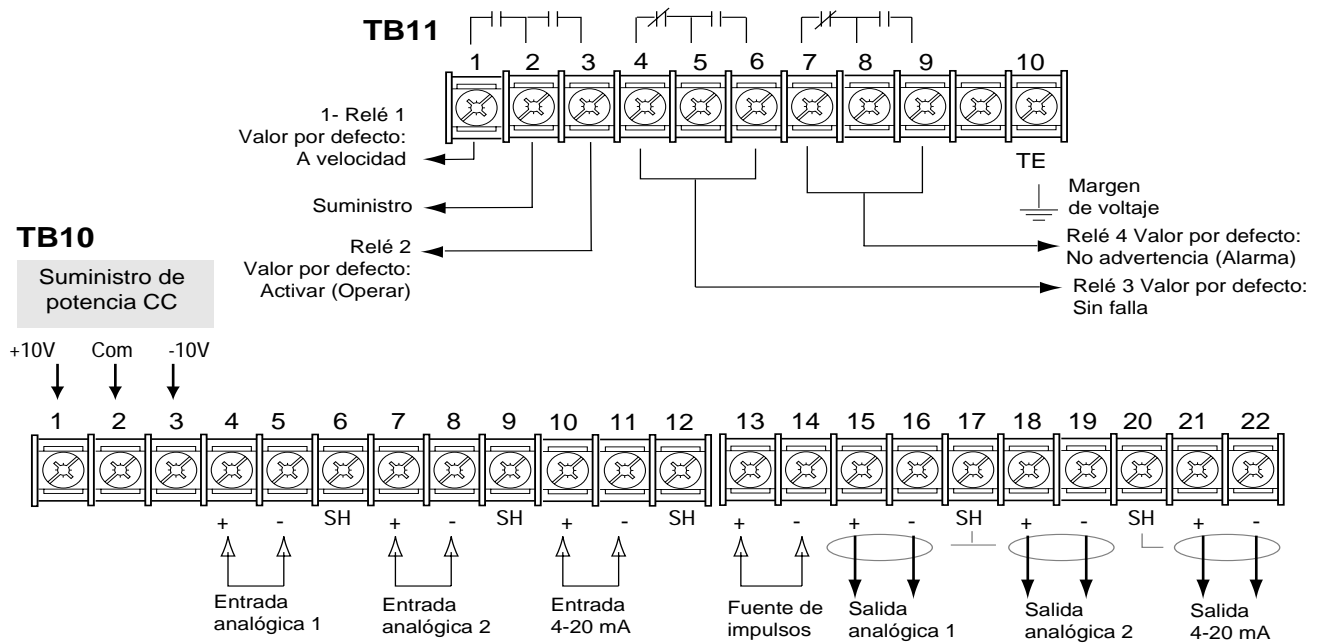 TB11
1 2 3 4 5 6 7 8 9 10
1- Relé 1
Valor por defecto:
A velocidad
Suministro
Relé 2
Valor por defecto:
Activar (Operar)
TE
Margen
de voltaje
Relé 4 Valor por defecto:
No advertencia (Alarma)
Relé 3 Valor por defecto:
Sin falla
TB10
Suministro de
potencia CC
+10V Com -10V
1 2 3 4 5 6 7 8 9 10 11 12 13 14 15 16 17 18 19 20 21 22
+ - SH + - SH + - SH + - + - SH + - SH + -
Entrada
analógica 1
Entrada
analógica 2
Entrada
4-20 mA
Fuente de
impulsos
Salida
analógica 1
Salida
analógica 2
Salida
4-20 mA